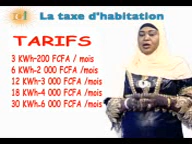 La taxe d'habitation
TARIFS
3 KWh-200 FCFA / mois
6 KWh-2 000 FCFA /mois
12 KWh-3 000 FCFA /mois
18 KWh-4 000 FCFA /mois
30 KWh-6 000 FCFA /mois